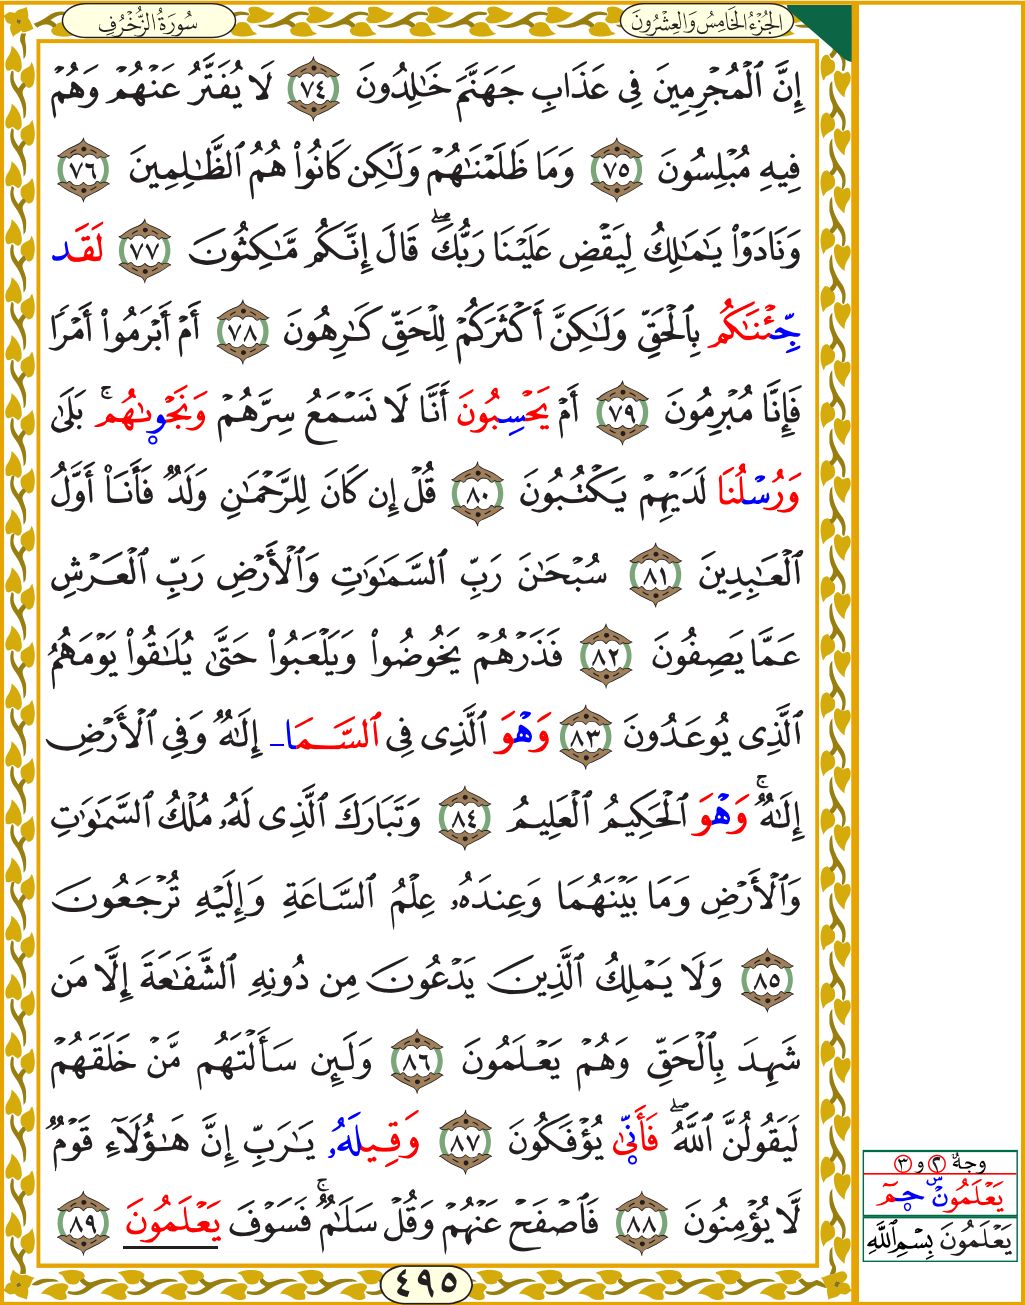 الجُزْءُ الخَامِسُ وَالعِشْرُونَ
سُورَةُ الزُّخْرُفِ
إِنَّ ٱلْمُجْرِمِينَ فِى عَذَابِ جَهَنَّمَ خَٰلِدُونَ ٧٤ لَا يُفَتَّرُ عَنْهُمْ وَهُمْ
فِيهِ مُبْلِسُونَ ٧٥ وَمَا ظَلَمْنَٰهُمْ وَلَٰكِن كَانُوا۟ هُمُ ٱلظَّٰلِمِينَ ٧٦
وَنَادَوْا۟ يَٰمَٰلِكُ لِيَقْضِ عَلَيْنَا رَبُّكَ ۖ قَالَ إِنَّكُم مَّٰكِثُونَ ٧٧ لَقَد
جِّئْنَٰكُم بِٱلْحَقِّ وَلَٰكِنَّ أَكْثَرَكُمْ لِلْحَقِّ كَٰرِهُونَ ٧٨ أَمْ أَبْرَمُوا۟ أَمْرًا
فَإِنَّا مُبْرِمُونَ ٧٩ أَمْ يَحْسِبُونَ أَنَّا لَا نَسْمَعُ سِرَّهُمْ وَنَجْوىٰهُم ۚ بَلَىٰ
وَرُسْلُنَا لَدَيْهِمْ يَكْتُبُونَ ٨٠ قُلْ إِن كَانَ لِلرَّحْمَٰنِ وَلَدٌ فَأَنَا۠ أَوَّلُ
ٱلْعَٰبِدِينَ ٨١ سُبْحَٰنَ رَبِّ ٱلسَّمَٰوَٰتِ وَٱلْأَرْضِ رَبِّ ٱلْعَرْشِ
عَمَّا يَصِفُونَ ٨٢ فَذَرْهُمْ يَخُوضُوا۟ وَيَلْعَبُوا۟ حَتَّىٰ يُلَٰقُوا۟ يَوْمَهُمُ
ٱلَّذِى يُوعَدُونَ ٨٣ وَهْوَ ٱلَّذِى فِى ٱلسَّمَا إِلَٰهٌ وَفِى ٱلْأَرْضِ
إِلَٰهٌ ۚ وَهْوَ ٱلْحَكِيمُ ٱلْعَلِيمُ ٨٤ وَتَبَارَكَ ٱلَّذِى لَهُۥ مُلْكُ ٱلسَّمَٰوَٰتِ
وَٱلْأَرْضِ وَمَا بَيْنَهُمَا وَعِندَهُۥ عِلْمُ ٱلسَّاعَةِ وَإِلَيْهِ تُرْجَعُونَ
٨٥ وَلَا يَمْلِكُ ٱلَّذِينَ يَدْعُونَ مِن دُونِهِ ٱلشَّفَٰعَةَ إِلَّا مَن
شَهِدَ بِٱلْحَقِّ وَهُمْ يَعْلَمُونَ ٨٦ وَلَئِن سَأَلْتَهُم مَّنْ خَلَقَهُمْ
لَيَقُولُنَّ ٱللَّهُ ۖ فَأَنّىٰ يُؤْفَكُونَ ٨٧ وَقِيلَهُۥ يَٰرَبِّ إِنَّ هَٰٓؤُلَآءِ قَوْمٌ
لَّا يُؤْمِنُونَ ٨٨ فَٱصْفَحْ عَنْهُمْ وَقُلْ سَلَٰمٌ ۚ فَسَوْفَ يَعْلَمُونَ ٨٩
وجهٌ ٢ و ٣
يَعْلَمُونَ ۜ حمٓ
يَعْلَمُونَ بِسْمِ ٱللَّهِ
٤٩٥